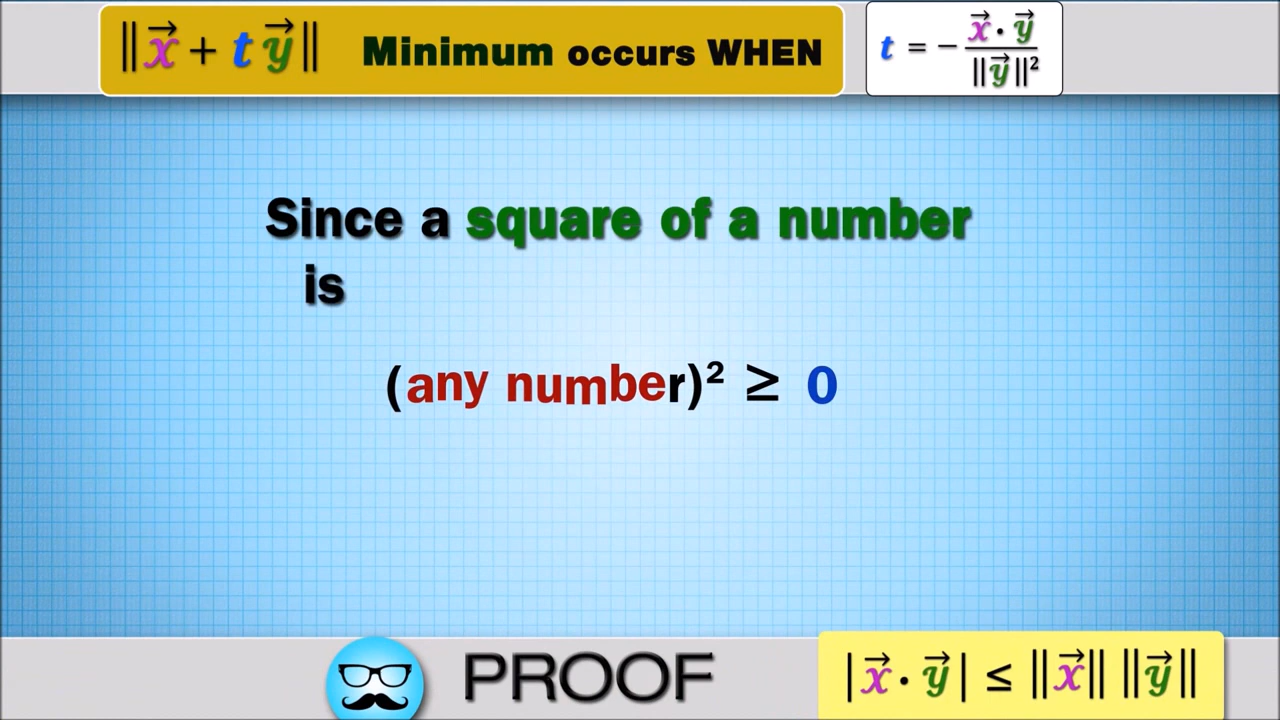 ‖x⃗ + t y⃗‖ Minimum occurs WHEN t = − x⃗ · y⃗ / ‖y⃗‖²
Since a square of a number
is
(any number)² ≥ 0
PROOF
|x⃗ · y⃗| ≤ ‖x⃗‖ ‖y⃗‖